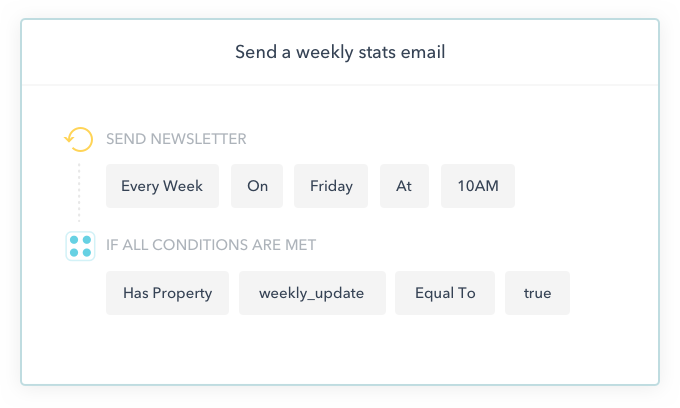 Send a weekly stats email
SEND NEWSLETTER
Every Week On Friday At 10AM
IF ALL CONDITIONS ARE MET
Has Property weekly_update Equal To true